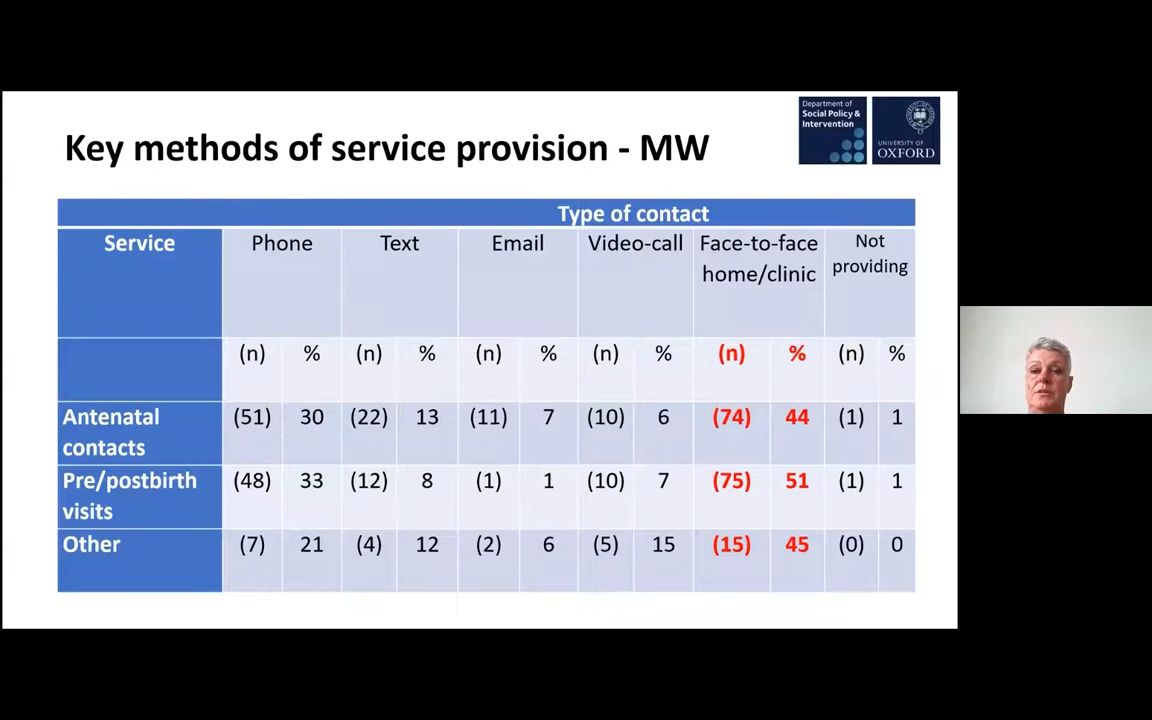 Department of
Social Policy &
Intervention
UNIVERSITY OF
OXFORD
Key methods of service provision - MW
Type of contact
Service Phone Text Email Video-call Face-to-face home/clinic Not providing
(n) % (n) % (n) % (n) % (n) % (n) %
Antenatal contacts (51) 30 (22) 13 (11) 7 (10) 6 (74) 44 (1) 1
Pre/postbirth visits (48) 33 (12) 8 (1) 1 (10) 7 (75) 51 (1) 1
Other (7) 21 (4) 12 (2) 6 (5) 15 (15) 45 (0) 0